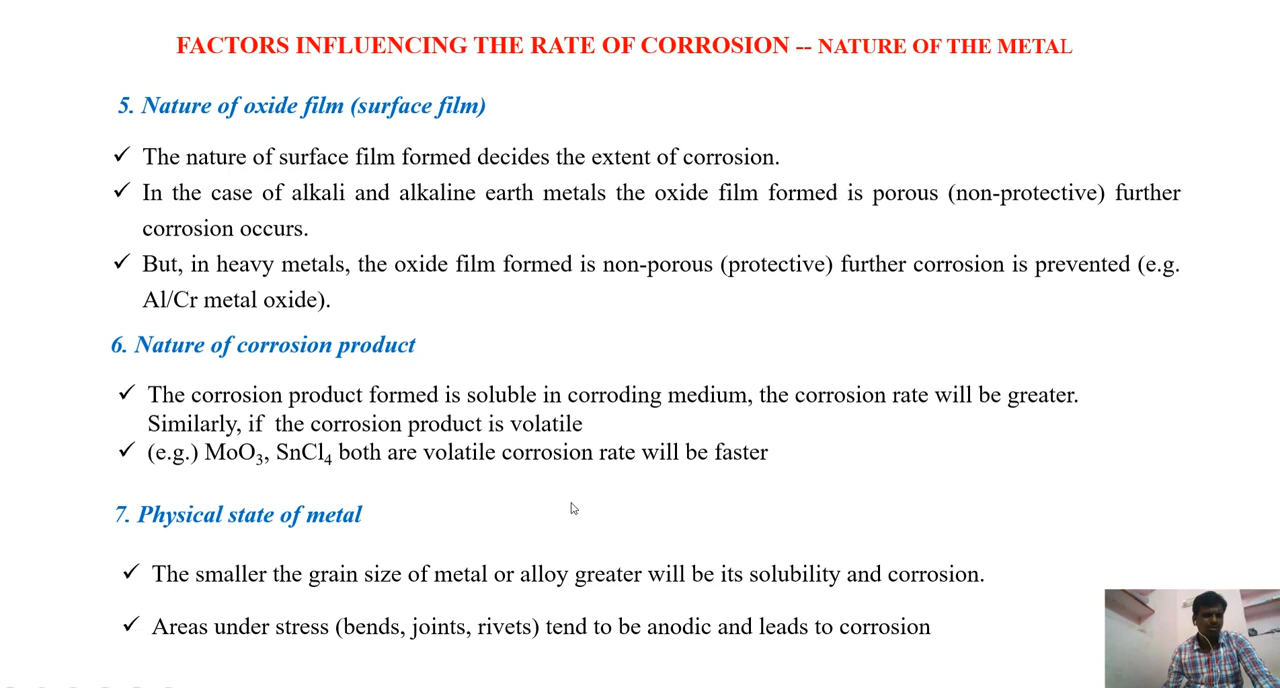 FACTORS INFLUENCING THE RATE OF CORROSION -- NATURE OF THE METAL
5. Nature of oxide film (surface film)
✓ The nature of surface film formed decides the extent of corrosion.
✓ In the case of alkali and alkaline earth metals the oxide film formed is porous (non-protective) further
corrosion occurs.
✓ But, in heavy metals, the oxide film formed is non-porous (protective) further corrosion is prevented (e.g.
Al/Cr metal oxide).
6. Nature of corrosion product
✓ The corrosion product formed is soluble in corroding medium, the corrosion rate will be greater.
Similarly, if the corrosion product is volatile
✓ (e.g.) MoO₃, SnCl₄ both are volatile corrosion rate will be faster
7. Physical state of metal
✓ The smaller the grain size of metal or alloy greater will be its solubility and corrosion.
✓ Areas under stress (bends, joints, rivets) tend to be anodic and leads to corrosion